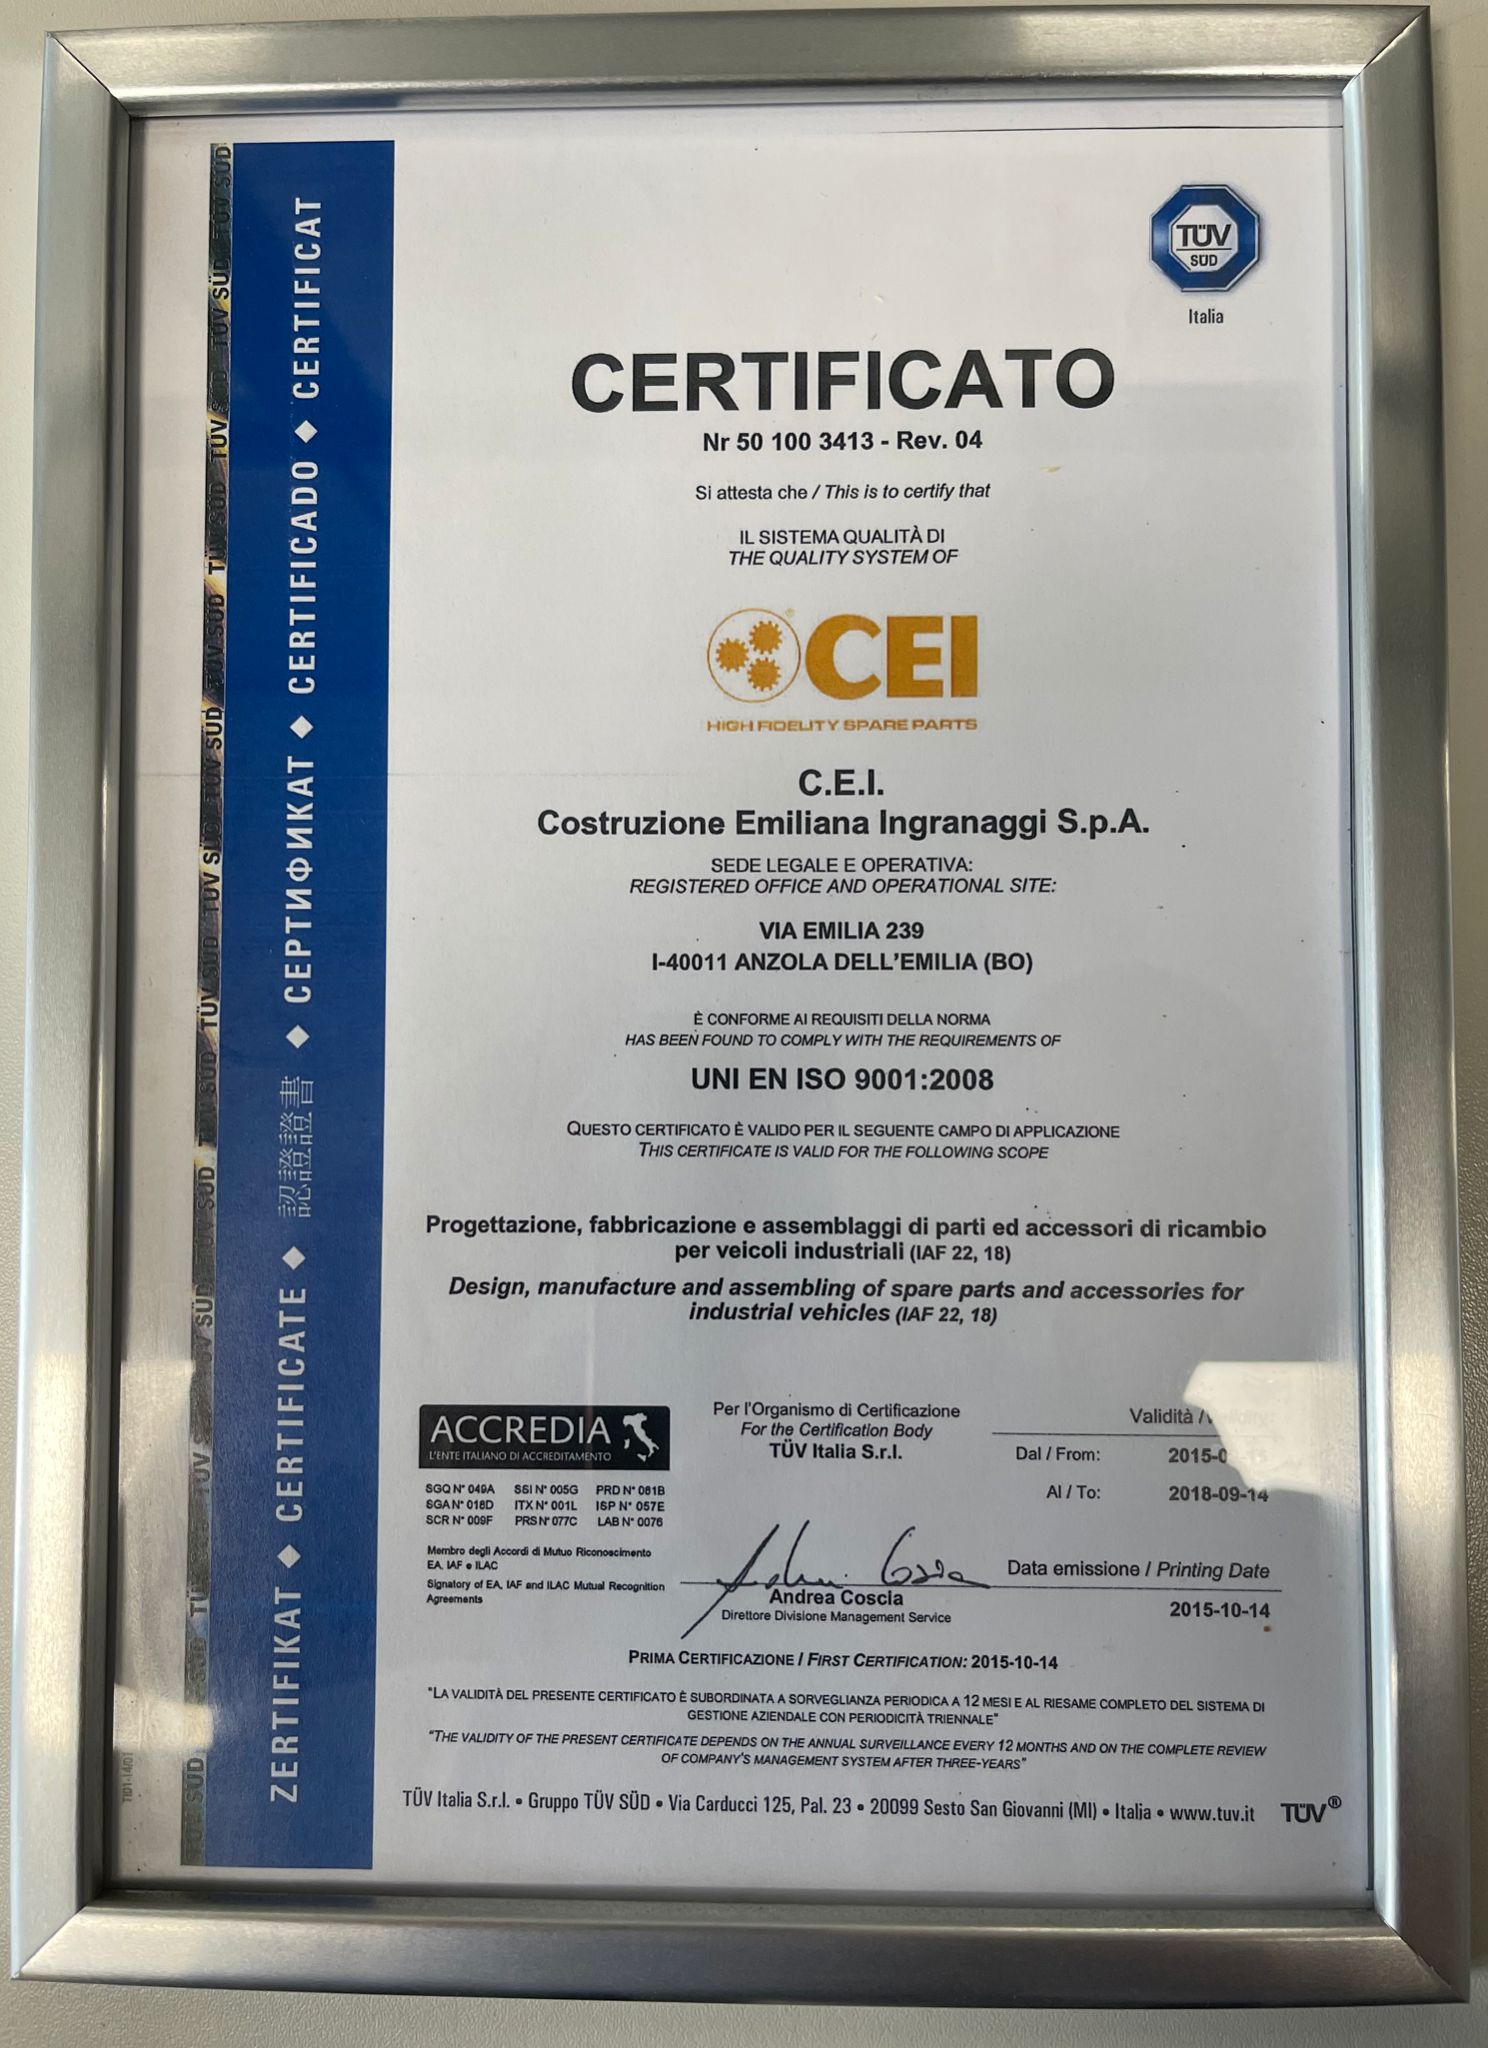 TÜV
SÜD
Italia
ZERTIFIKAT ◆ CERTIFICATE ◆ 認證證書 ◆ СЕРТИФИКАТ ◆ CERTIFICADO ◆ CERTIFICAT
TÜV SÜD TÜV SÜD TÜV SÜD TÜV SÜD
CERTIFICATO
Nr 50 100 3413 - Rev. 04
Si attesta che / This is to certify that
IL SISTEMA QUALITÀ DI
THE QUALITY SYSTEM OF
CEI
HIGH FIDELITY SPARE PARTS
C.E.I.
Costruzione Emiliana Ingranaggi S.p.A.
SEDE LEGALE E OPERATIVA:
REGISTERED OFFICE AND OPERATIONAL SITE:
VIA EMILIA 239
I-40011 ANZOLA DELL'EMILIA (BO)
È CONFORME AI REQUISITI DELLA NORMA
HAS BEEN FOUND TO COMPLY WITH THE REQUIREMENTS OF
UNI EN ISO 9001:2008
QUESTO CERTIFICATO È VALIDO PER IL SEGUENTE CAMPO DI APPLICAZIONE
THIS CERTIFICATE IS VALID FOR THE FOLLOWING SCOPE
Progettazione, fabbricazione e assemblaggi di parti ed accessori di ricambio
per veicoli industriali (IAF 22, 18)
Design, manufacture and assembling of spare parts and accessories for
industrial vehicles (IAF 22, 18)
ACCREDIA
L'ENTE ITALIANO DI ACCREDITAMENTO
SGQ N° 049A SSI N° 005G PRD N° 081B
SGA N° 018D ITX N° 001L ISP N° 057E
SCR N° 009F PRS N° 077C LAB N° 0076
Membro degli Accordi di Mutuo Riconoscimento
EA, IAF e ILAC
Signatory of EA, IAF and ILAC Mutual Recognition
Agreements
Per l'Organismo di Certificazione
For the Certification Body
TÜV Italia S.r.l.
Andrea Coscia
Andrea Coscia
Direttore Divisione Management Service
Validità /
Dal / From: 2015-
Al / To: 2018-09-14
Data emissione / Printing Date
2015-10-14
PRIMA CERTIFICAZIONE / FIRST CERTIFICATION: 2015-10-14
"LA VALIDITÀ DEL PRESENTE CERTIFICATO È SUBORDINATA A SORVEGLIANZA PERIODICA A 12 MESI E AL RIESAME COMPLETO DEL SISTEMA DI
GESTIONE AZIENDALE CON PERIODICITÀ TRIENNALE"
"THE VALIDITY OF THE PRESENT CERTIFICATE DEPENDS ON THE ANNUAL SURVEILLANCE EVERY 12 MONTHS AND ON THE COMPLETE REVIEW
OF COMPANY'S MANAGEMENT SYSTEM AFTER THREE-YEARS"
TÜV Italia S.r.l. • Gruppo TÜV SÜD • Via Carducci 125, Pal. 23 • 20099 Sesto San Giovanni (MI) • Italia • www.tuv.it TÜV®